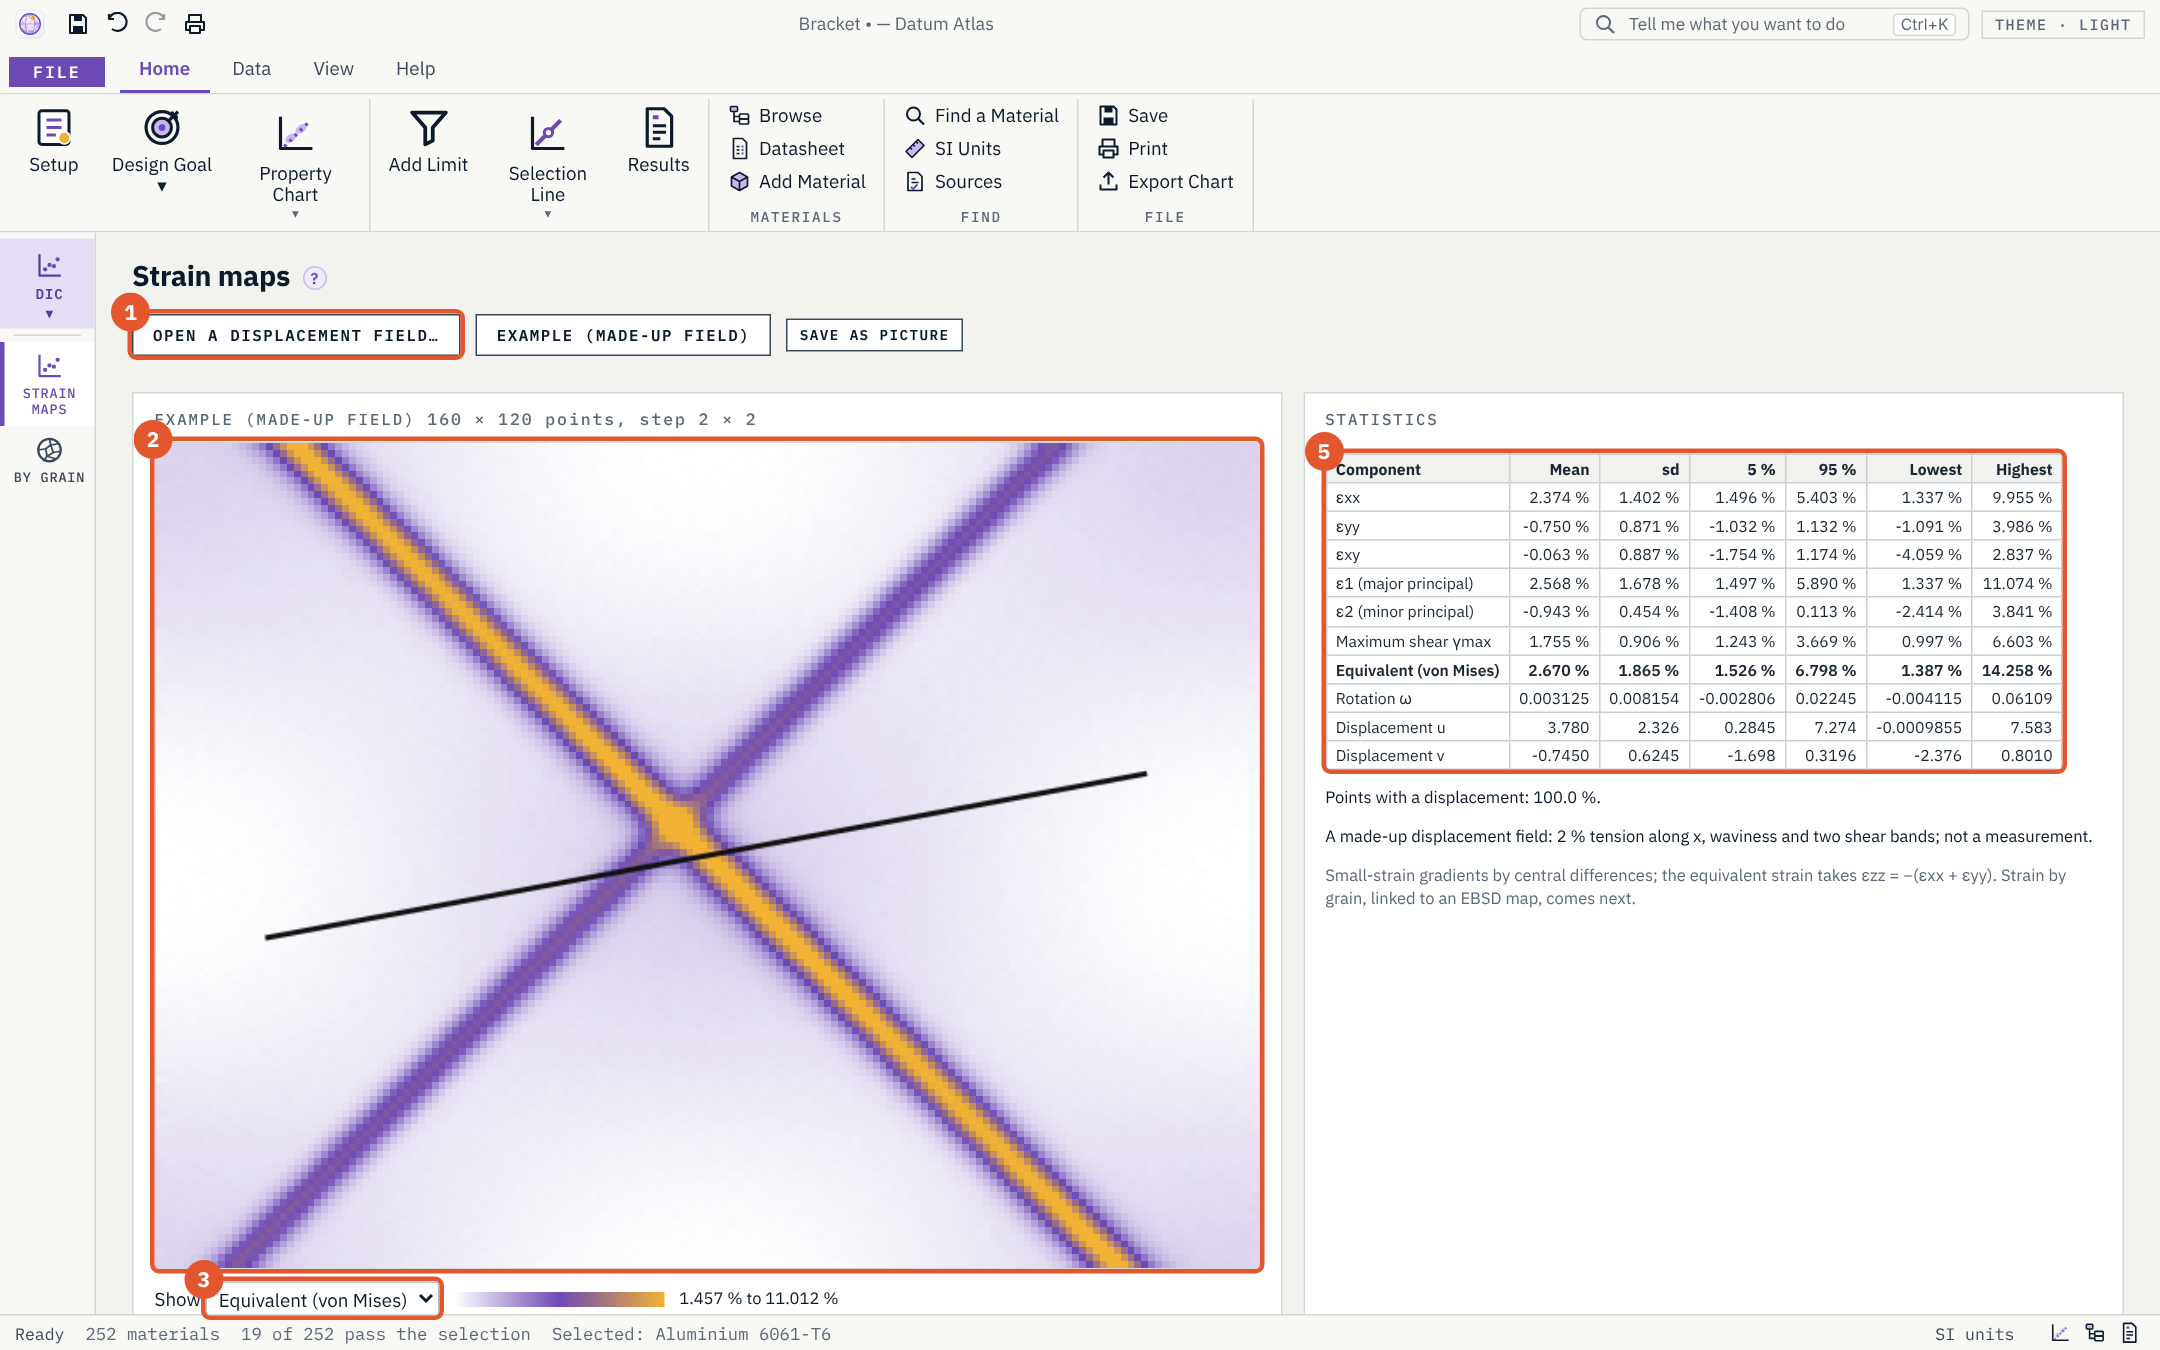 Bracket • — Datum Atlas
Tell me what you want to do
Ctrl+K
THEME · LIGHT
FILE
Home
Data
View
Help
Setup
Design Goal
Property
Chart
Add Limit
Selection
Line
Results
Browse
Datasheet
Add Material
MATERIALS
Find a Material
SI Units
Sources
FIND
Save
Print
Export Chart
FILE
DIC
STRAIN
MAPS
BY GRAIN
Strain maps ?
1
OPEN A DISPLACEMENT FIELD…
EXAMPLE (MADE-UP FIELD)
SAVE AS PICTURE
EXAMPLE (MADE-UP FIELD) 160 × 120 points, step 2 × 2
2
3
Show
Equivalent (von Mises)
1.457 % to 11.012 %
STATISTICS
5
Component Mean sd 5 % 95 % Lowest Highest
εxx 2.374 % 1.402 % 1.496 % 5.403 % 1.337 % 9.955 %
εyy -0.750 % 0.871 % -1.032 % 1.132 % -1.091 % 3.986 %
εxy -0.063 % 0.887 % -1.754 % 1.174 % -4.059 % 2.837 %
ε1 (major principal) 2.568 % 1.678 % 1.497 % 5.890 % 1.337 % 11.074 %
ε2 (minor principal) -0.943 % 0.454 % -1.408 % 0.113 % -2.414 % 3.841 %
Maximum shear γmax 1.755 % 0.906 % 1.243 % 3.669 % 0.997 % 6.603 %
Equivalent (von Mises) 2.670 % 1.865 % 1.526 % 6.798 % 1.387 % 14.258 %
Rotation ω 0.003125 0.008154 -0.002806 0.02245 -0.004115 0.06109
Displacement u 3.780 2.326 0.2845 7.274 -0.0009855 7.583
Displacement v -0.7450 0.6245 -1.698 0.3196 -2.376 0.8010
Points with a displacement: 100.0 %.
A made-up displacement field: 2 % tension along x, waviness and two shear bands; not a measurement.
Small-strain gradients by central differences; the equivalent strain takes εzz = −(εxx + εyy). Strain by
grain, linked to an EBSD map, comes next.
Ready 252 materials 19 of 252 pass the selection Selected: Aluminium 6061-T6
SI units